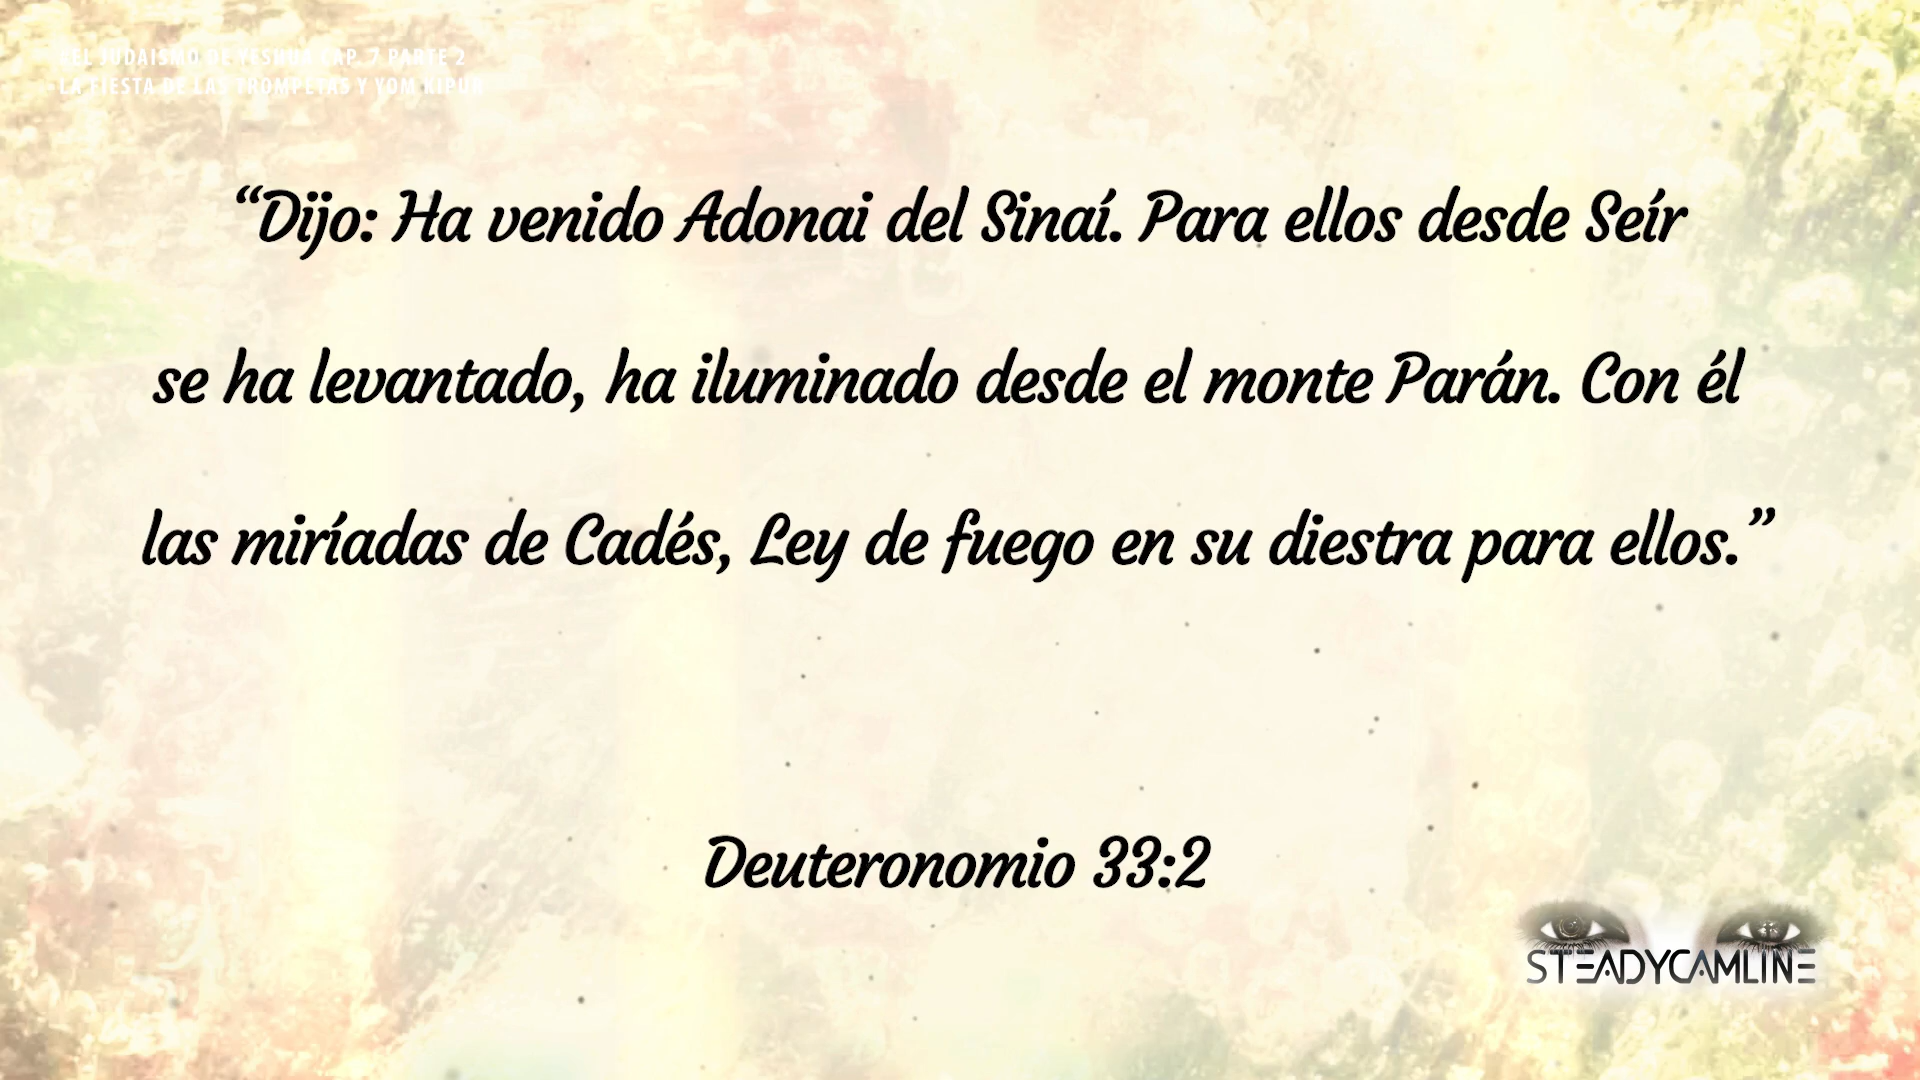 EL JUDAISMO DE YESHUA CAP. 7 PARTE 2
LA FIESTA DE LAS TROMPETAS Y YOM KIPUR
“Dijo: Ha venido Adonai del Sinaí. Para ellos desde Seír
se ha levantado, ha iluminado desde el monte Parán. Con él
las miríadas de Cadés, Ley de fuego en su diestra para ellos.”
Deuteronomio 33:2
STEADYCAMLINE